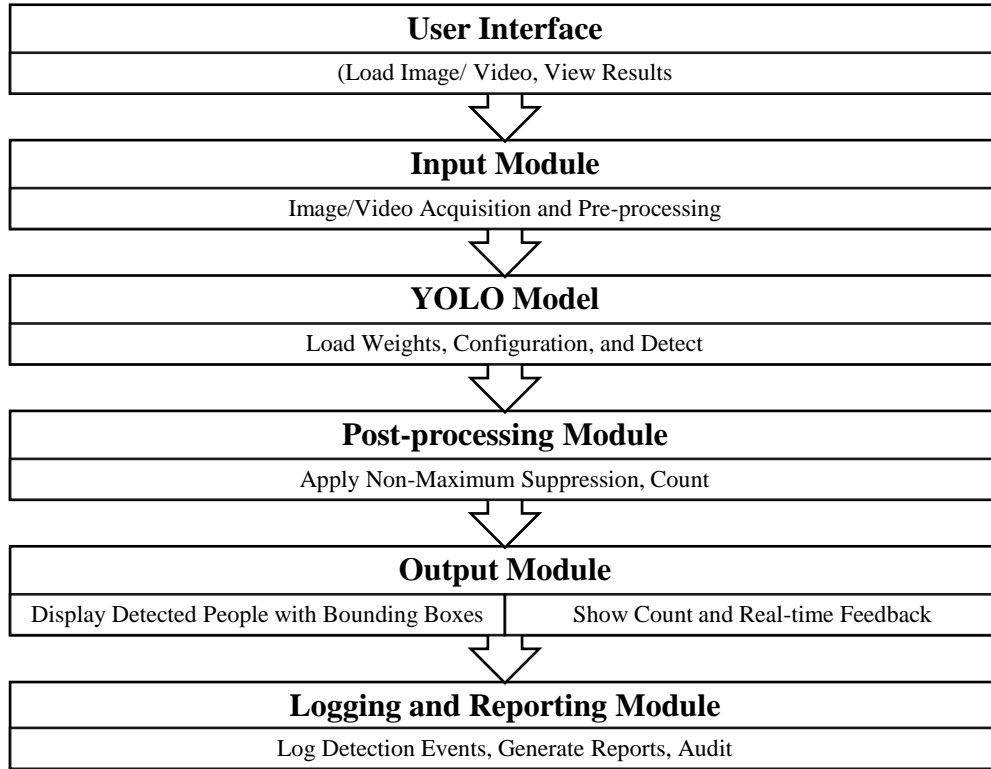 User Interface
(Load Image/ Video, View Results
Input Module
Image/Video Acquisition and Pre-processing
YOLO Model
Load Weights, Configuration, and Detect
Post-processing Module
Apply Non-Maximum Suppression, Count
Output Module
Display Detected People with Bounding Boxes
Show Count and Real-time Feedback
Logging and Reporting Module
Log Detection Events, Generate Reports, Audit